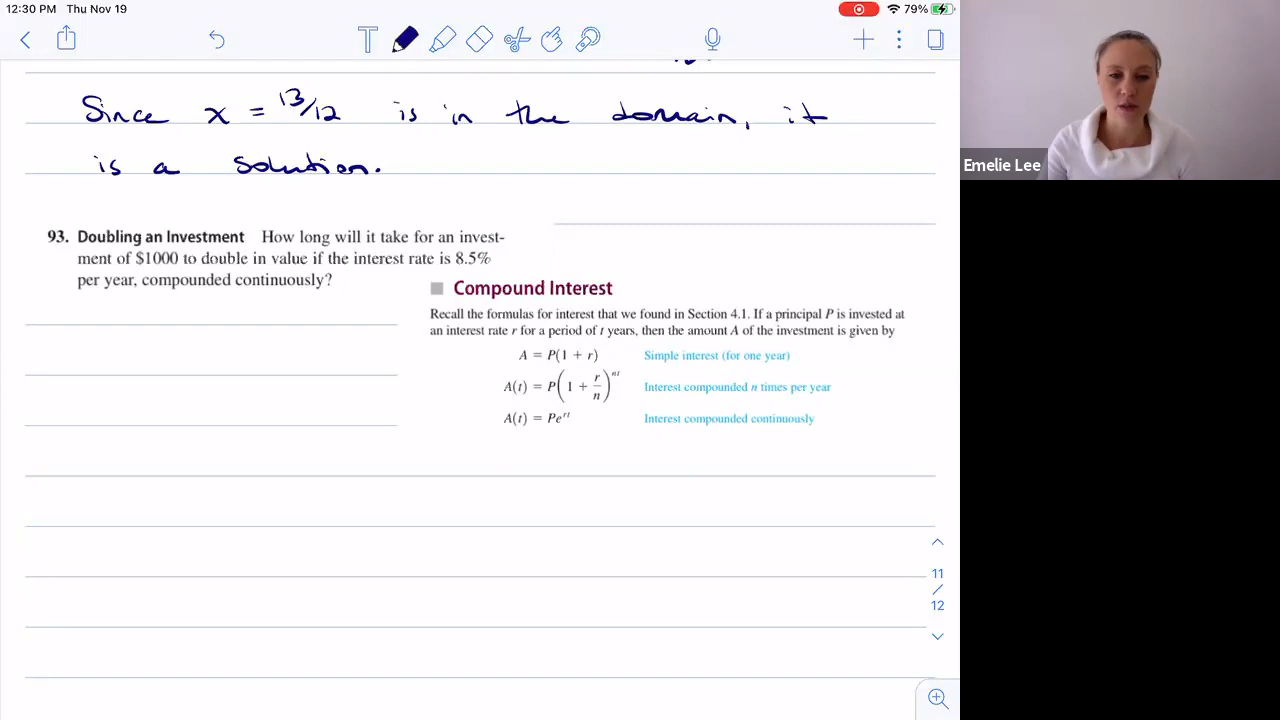 12:30 PM Thu Nov 19
79%
Since x = 13/12 is in the domain, it
is a solution.
Emelie Lee
93. Doubling an Investment How long will it take for an invest-
ment of $1000 to double in value if the interest rate is 8.5%
per year, compounded continuously?
Compound Interest
Recall the formulas for interest that we found in Section 4.1. If a principal P is invested at
an interest rate r for a period of t years, then the amount A of the investment is given by
A = P(1 + r) Simple interest (for one year)
A(t) = P(1 + r/n)^nt Interest compounded n times per year
A(t) = Pe^rt Interest compounded continuously
11
/
12